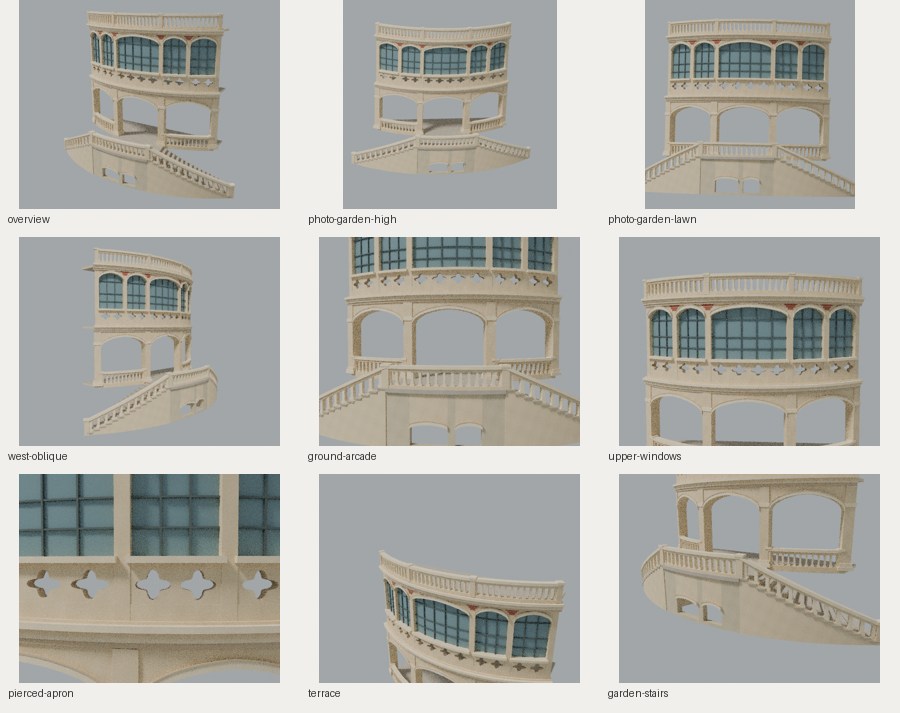 overview
photo-garden-high
photo-garden-lawn
west-oblique
ground-arcade
upper-windows
pierced-apron
terrace
garden-stairs